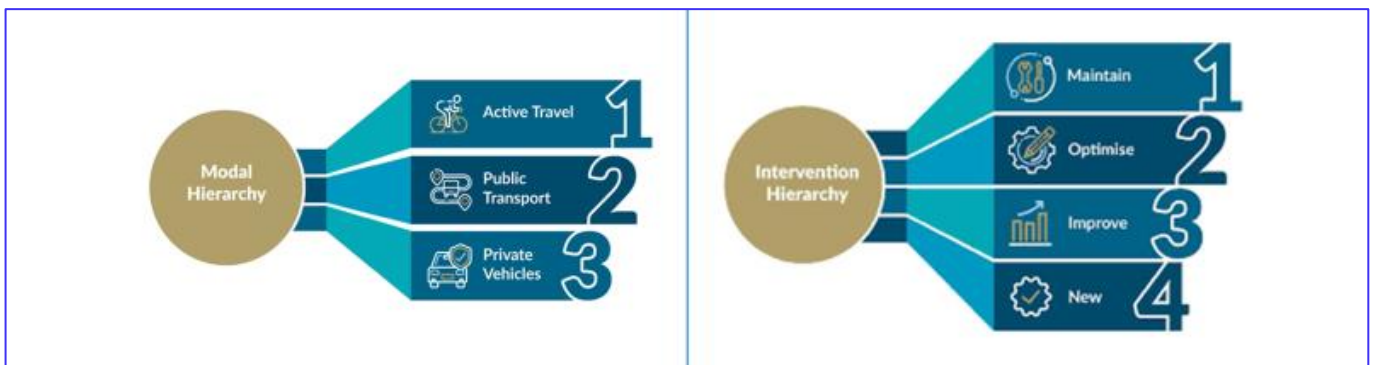 Modal
Hierarchy
Active Travel
1
Public
Transport
2
Private
Vehicles
3
Intervention
Hierarchy
Maintain
1
Optimise
2
Improve
3
New
4